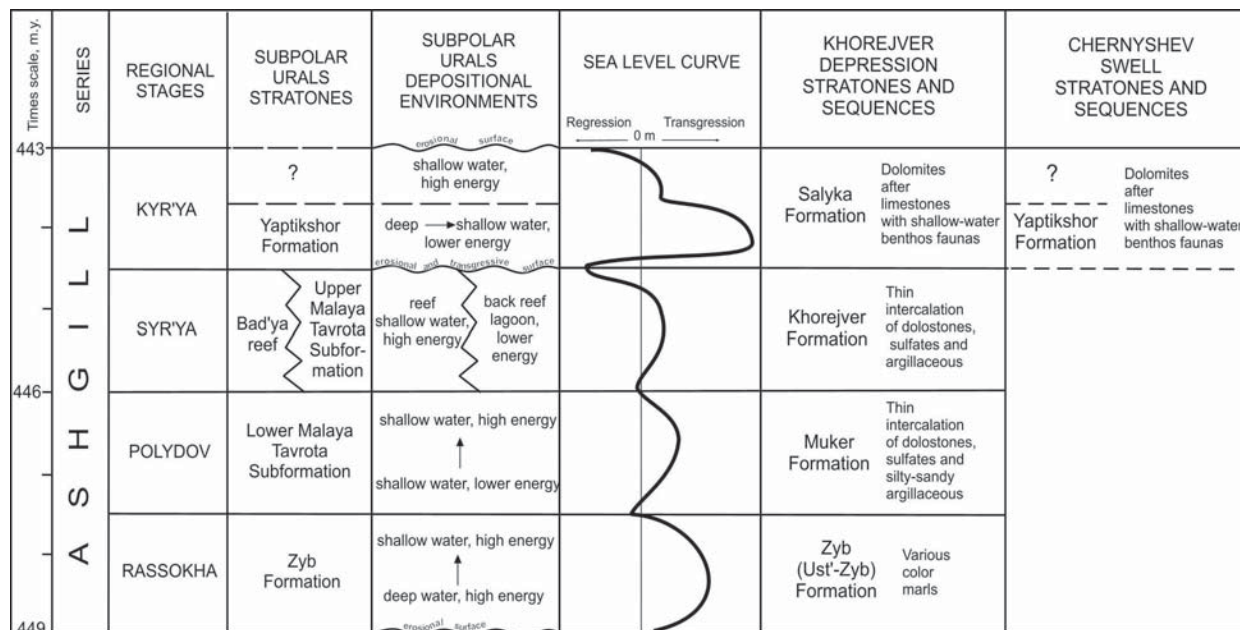 Times scale, m.y.
SERIES
REGIONAL
STAGES
SUBPOLAR
URALS
STRATONES
SUBPOLAR
URALS
DEPOSITIONAL
ENVIRONMENTS
SEA LEVEL CURVE
Regression
Transgression
0 m
KHOREJVER
DEPRESSION
STRATONES AND
SEQUENCES
CHERNYSHEV
SWELL
STRATONES AND
SEQUENCES
443
446
449
ASHGILL
KYR'YA
?
Yaptikshor
Formation
erosional surface
shallow water,
high energy
deep → shallow water,
lower energy
erosional and transgressive surface
Salyka
Formation
Dolomites
after
limestones
with shallow-water
benthos faunas
?
Yaptikshor
Formation
Dolomites
after
limestones
with shallow-water
benthos faunas
SYR'YA
Bad'ya
reef
Upper
Malaya
Tavrota
Subfor-
mation
reef
shallow water,
high energy
back reef
lagoon,
lower
energy
Khorejver
Formation
Thin
intercalation
of dolostones,
sulfates and
argillaceous
POLYDOV
Lower Malaya
Tavrota
Subformation
shallow water, high energy
shallow water, lower energy
Muker
Formation
Thin
intercalation
of dolostones,
sulfates and
silty-sandy
argillaceous
RASSOKHA
Zyb
Formation
shallow water, high energy
deep water, high energy
erosional surface
Zyb
(Ust'-Zyb)
Formation
Various
color
marls